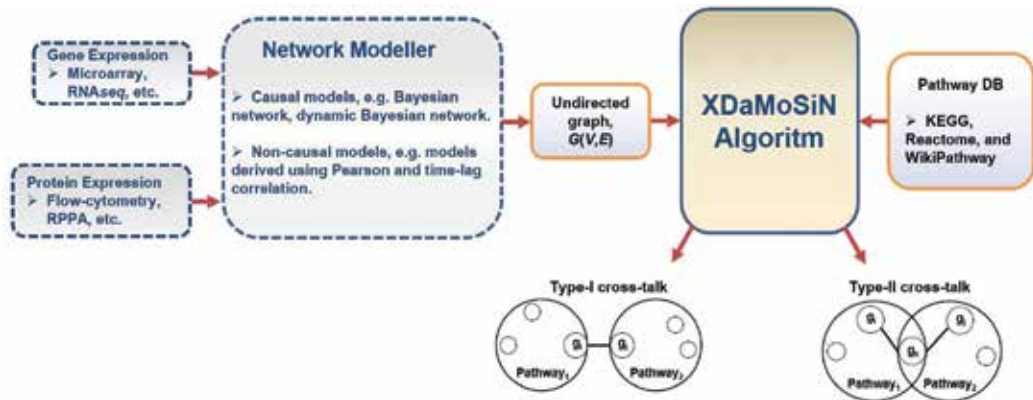 Gene Expression
➢ Microarray,
RNAseq, etc.
Protein Expression
➢ Flow-cytometry,
RPPA, etc.
Network Modeller
➢ Causal models, e.g. Bayesian
network, dynamic Bayesian network.
➢ Non-causal models, e.g. models
derived using Pearson and time-lag
correlation.
Undirected
graph,
G(V,E)
XDaMoSiN
Algoritm
Pathway DB
➢ KEGG,
Reactome, and
WikiPathway
Type-I cross-talk
Pathway₁
Pathway₂
Type-II cross-talk
Pathway₁
Pathway₂